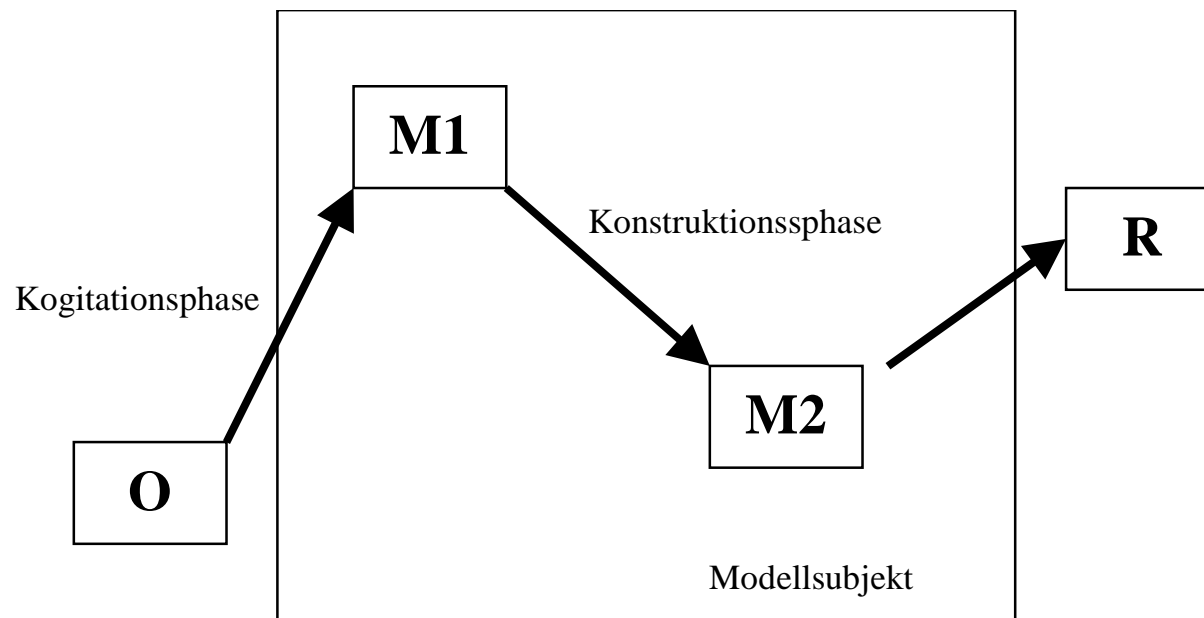 M1
Konstruktionssphase
R
Kogitationsphase
M2
O
Modellsubjekt